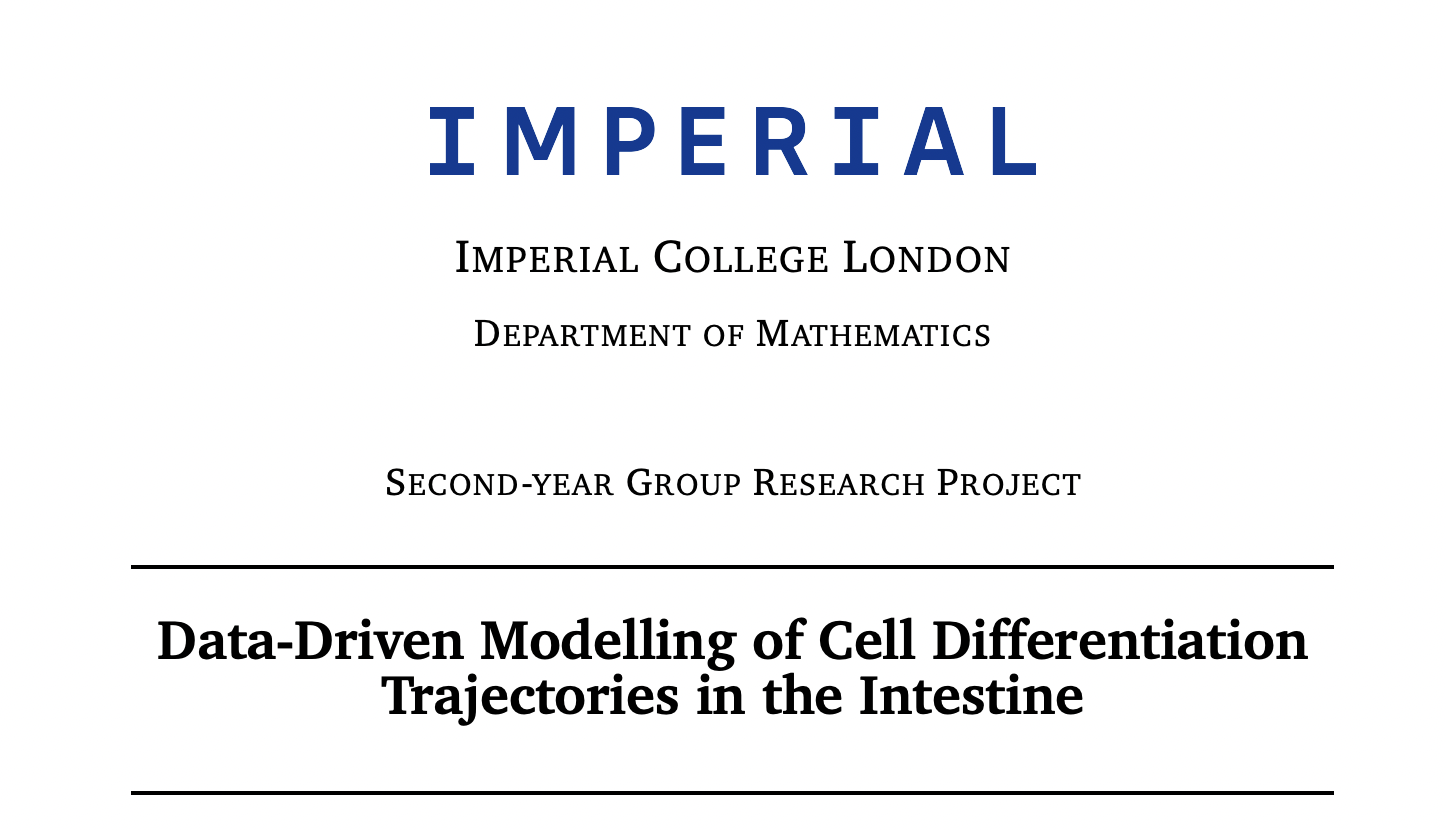 IMPERIAL
Imperial College London
Department of Mathematics
Second-year Group Research Project
Data-Driven Modelling of Cell Differentiation
Trajectories in the Intestine